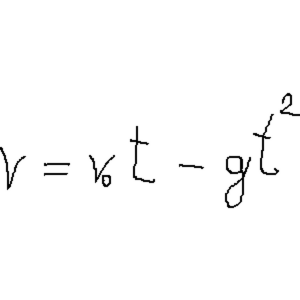 v = v₀t - gt²